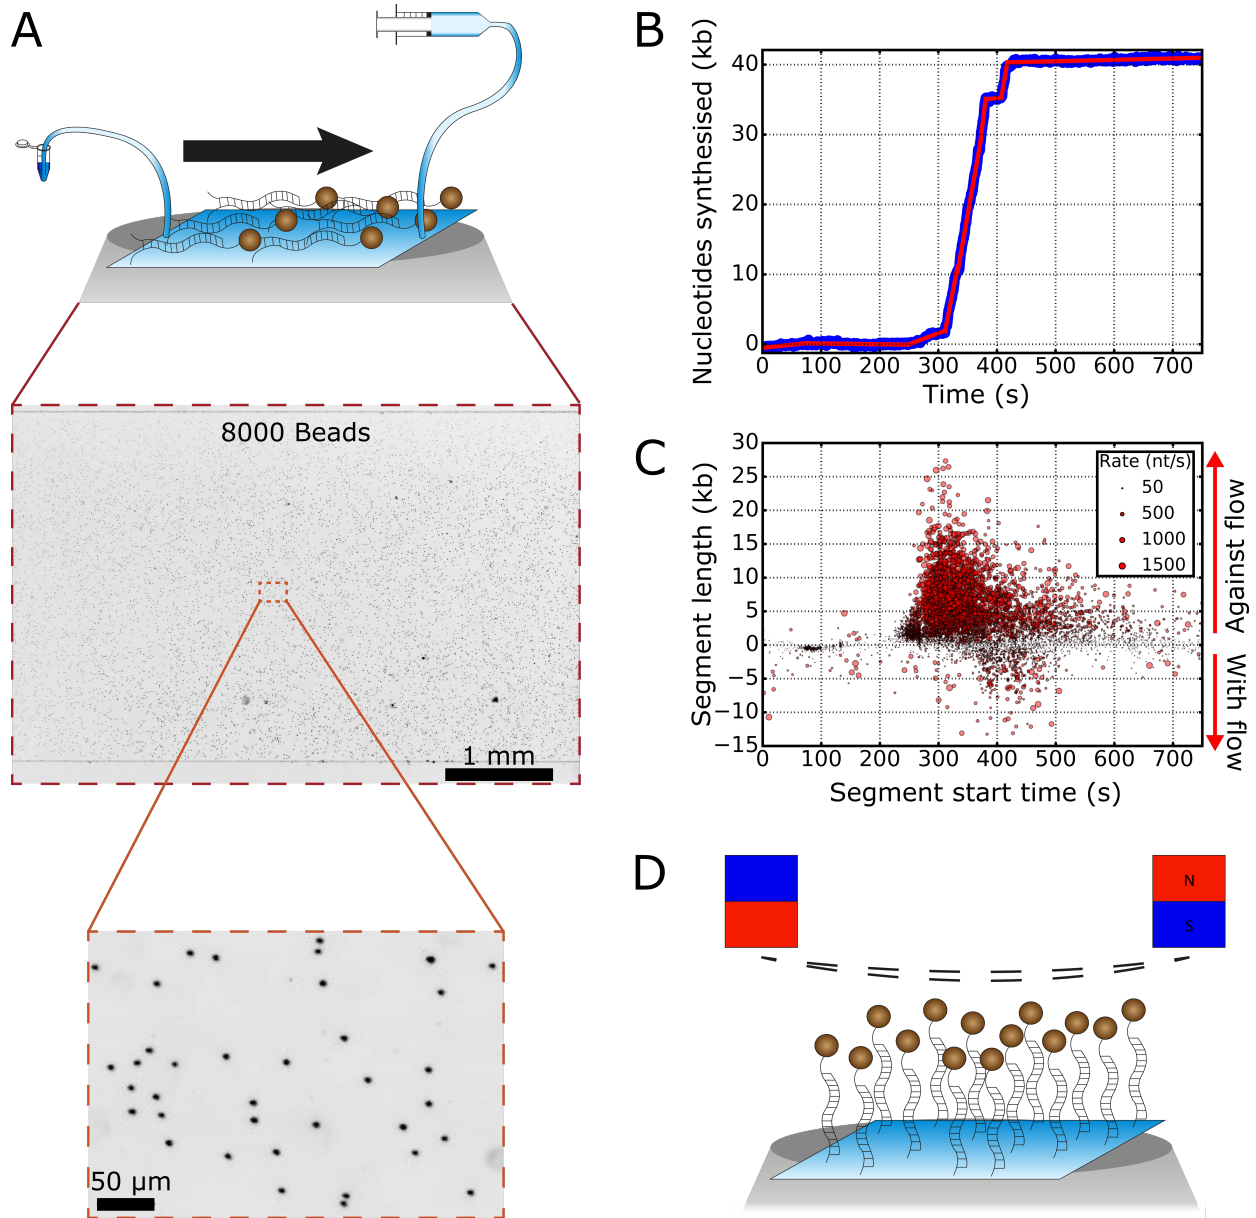 A
8000 Beads
1 mm
50 µm
B
Nucleotides synthesised (kb)
40
30
20
10
0
0 100 200 300 400 500 600 700
Time (s)
C
Segment length (kb)
30
25
20
15
10
5
0
−5
−10
−15
0 100 200 300 400 500 600 700
Segment start time (s)
Rate (nt/s)
50
500
1000
1500
Against flow
With flow
D
N
S